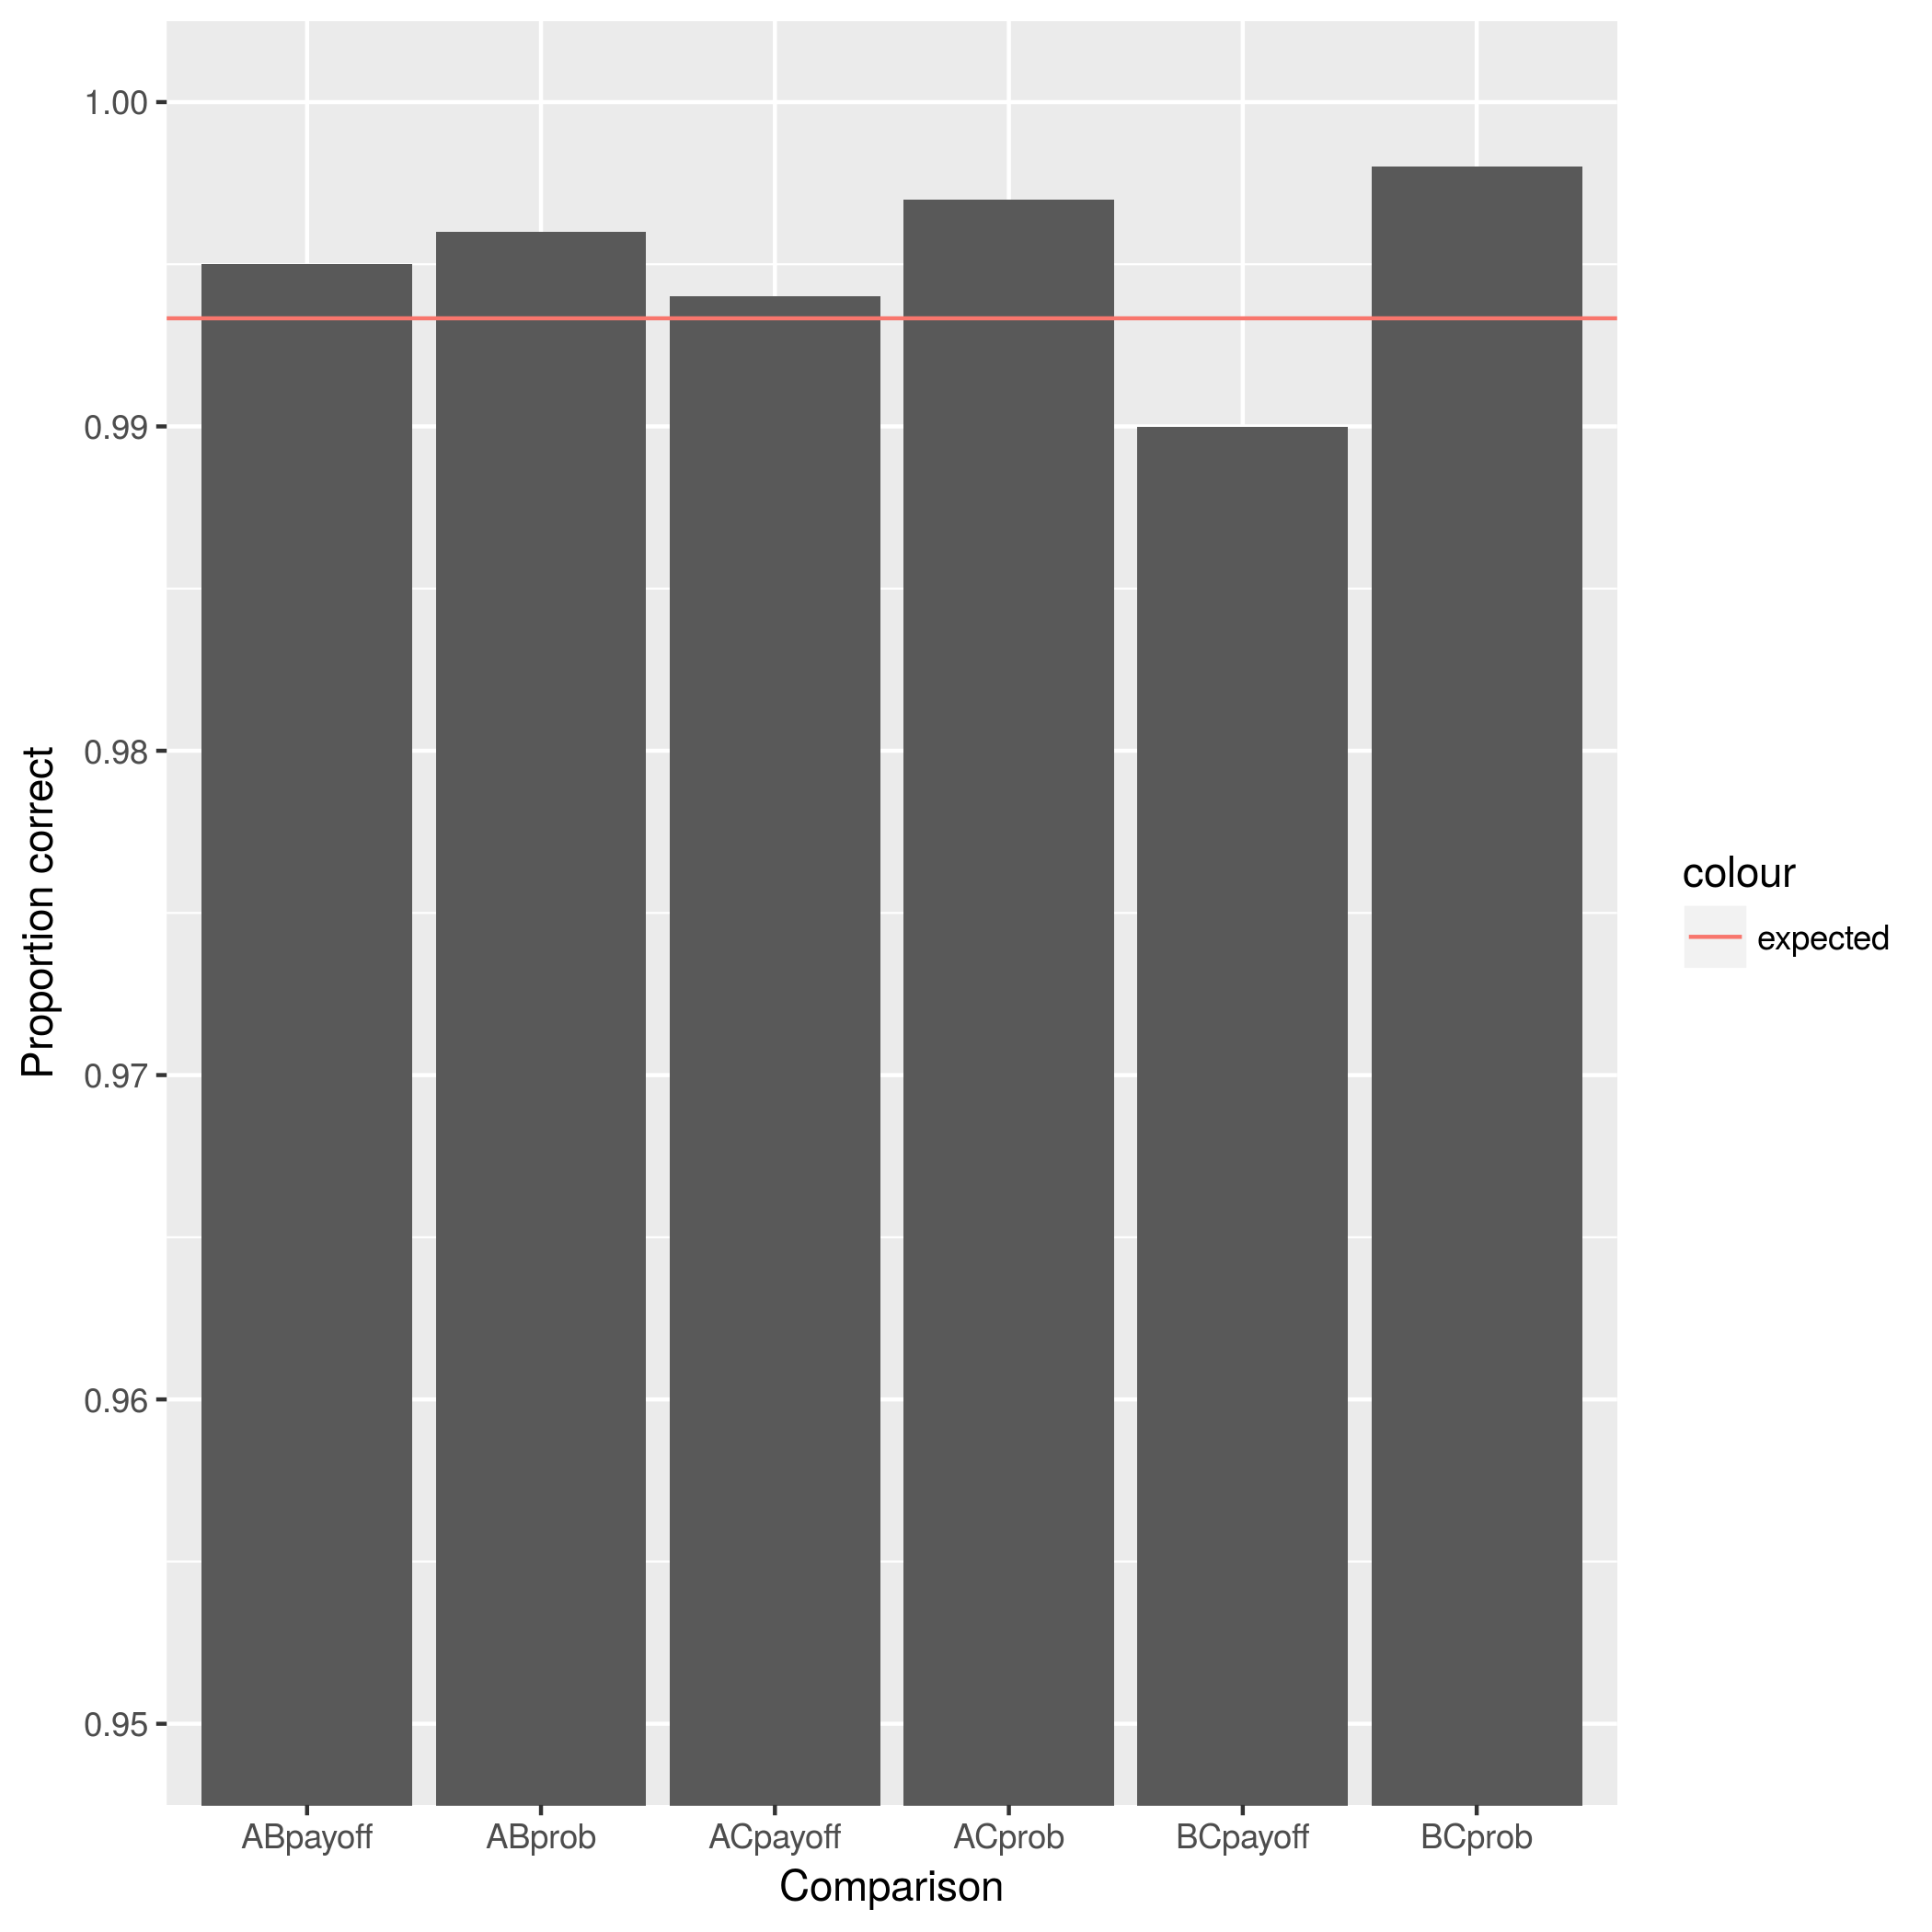 1.00
0.99
0.98
0.97
0.96
0.95
Proportion correct
ABpayoff ABprob ACpayoff ACprob BCpayoff BCprob
Comparison
colour
expected